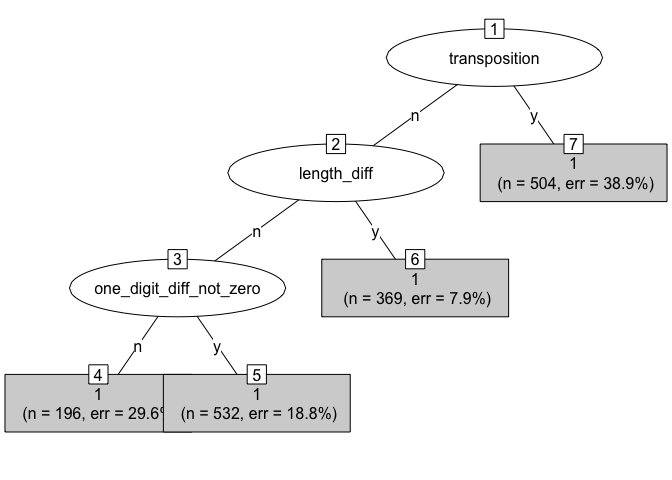 1
transposition
n
y
2
length_diff
7
1
(n = 504, err = 38.9%)
n
y
3
one_digit_diff_not_zero
6
1
(n = 369, err = 7.9%)
n
y
4
1
(n = 196, err = 29.6%
5
1
(n = 532, err = 18.8%)